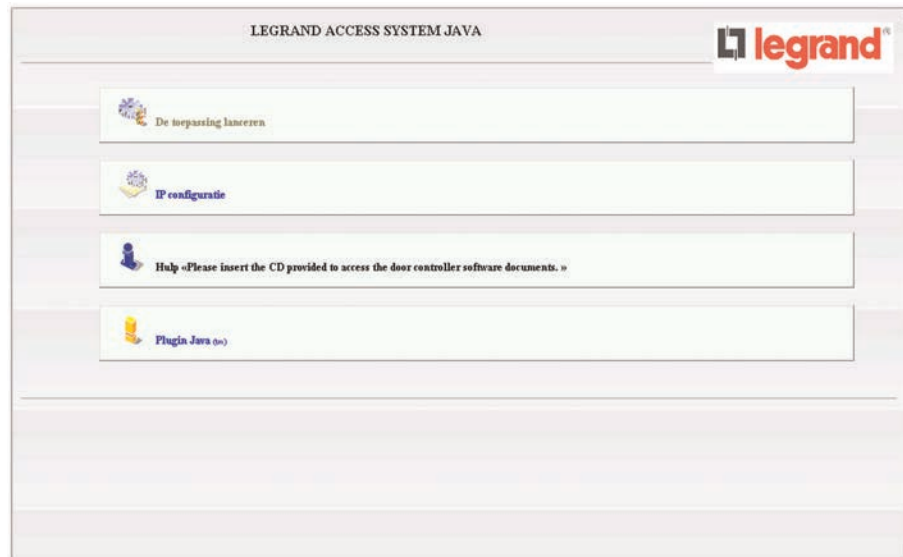 LEGRAND ACCESS SYSTEM JAVA
legrand®
De toepassing lanceren
IP configuratie
Hulp «Please insert the CD provided to access the door controller software documents. »
Plugin Java (tm)